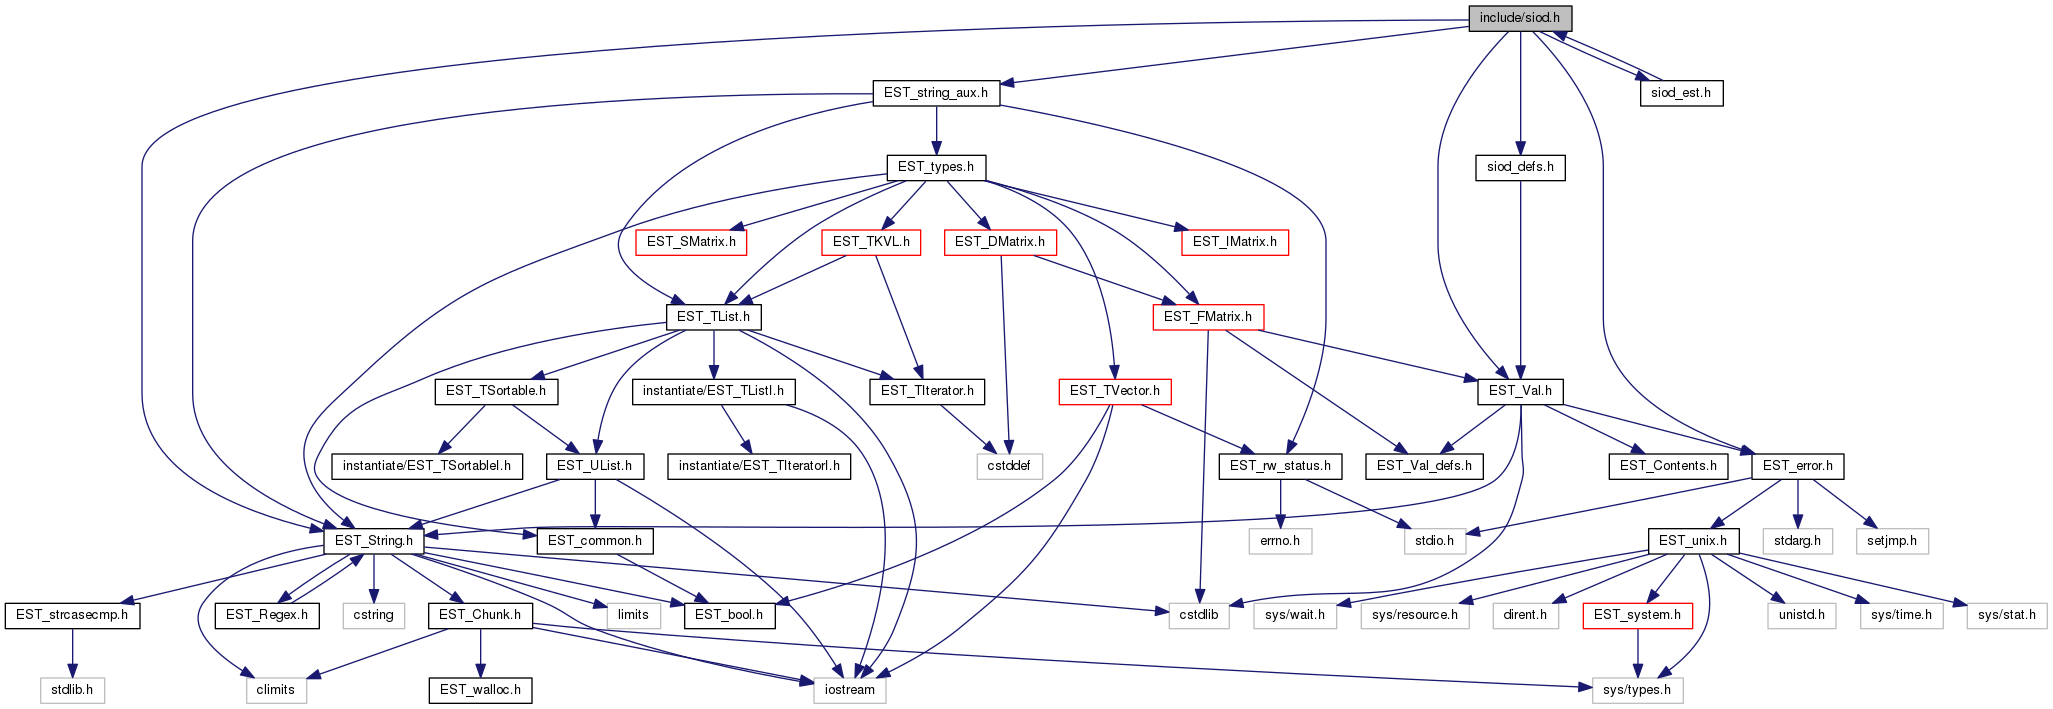 include/siod.h
EST_string_aux.h
siod_est.h
EST_types.h
siod_defs.h
EST_SMatrix.h
EST_TKVL.h
EST_DMatrix.h
EST_IMatrix.h
EST_TList.h
EST_FMatrix.h
EST_TSortable.h
instantiate/EST_TListI.h
EST_TIterator.h
EST_TVector.h
EST_Val.h
instantiate/EST_TSortableI.h
EST_UList.h
instantiate/EST_TIteratorI.h
cstddef
EST_rw_status.h
EST_Val_defs.h
EST_Contents.h
EST_error.h
EST_String.h
EST_common.h
errno.h
stdio.h
EST_unix.h
stdarg.h
setjmp.h
EST_strcasecmp.h
EST_Regex.h
cstring
EST_Chunk.h
limits
EST_bool.h
cstdlib
sys/wait.h
sys/resource.h
dirent.h
EST_system.h
unistd.h
sys/time.h
sys/stat.h
stdlib.h
climits
EST_walloc.h
iostream
sys/types.h